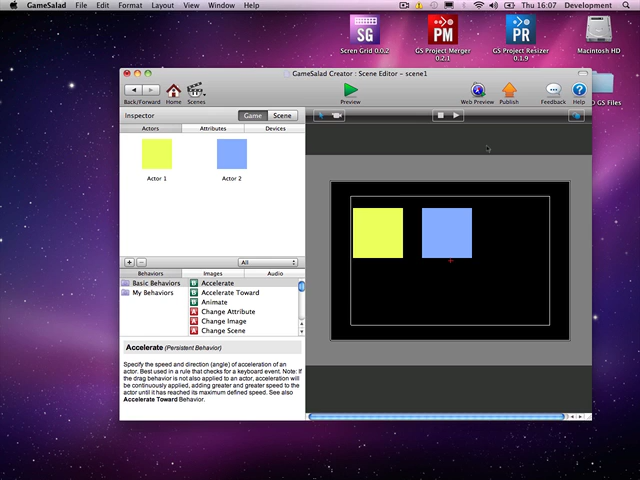 GameSalad File Edit Layout View Window Help Thu 16:07 Development
SG PM PR
Scren Grid 0.0.2 GS Project Merger 0.2.1 GS Project Resizer 0.1.9 Macintosh HD
GS Files
GameSalad Creator : Scene Editor - scene1
Back/Forward Home Scenes Preview Web Preview Publish Feedback Help
Inspector Game Scene
Actors Attributes Devices
Actor 1 Actor 2
All
Behaviors Images Audio
Basic Behaviors
My Behaviors
B Accelerate
B Accelerate Toward
B Animate
A Change Attribute
A Change Image
A Change Scene
Accelerate (Persistent Behavior)
Specify the speed and direction (angle) of acceleration of an
actor. Best used in a rule that checks for a keyboard event. Note: If
the drag behavior is not also applied to an actor, acceleration will
be continuously applied, adding greater and greater speed to the
actor until it has reached its maximum defined speed. See also
Accelerate Toward Behavior.